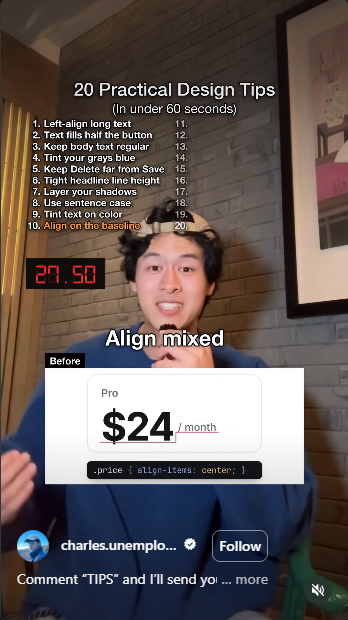 20 Practical Design Tips
(In under 60 seconds)
1. Left-align long text
2. Text fills half the button
3. Keep body text regular
4. Tint your grays blue
5. Keep Delete far from Save
6. Tight headline line height
7. Layer your shadows
8. Use sentence case
9. Tint text on color
10. Align on the baseline
11.
12.
13.
14.
15.
16.
17.
18.
19.
20.
27.50
Align mixed
Before
Pro
$24 / month
.price { align-items: center; }
charles.unemplo...
Follow
Comment “TIPS” and I’ll send you ... more